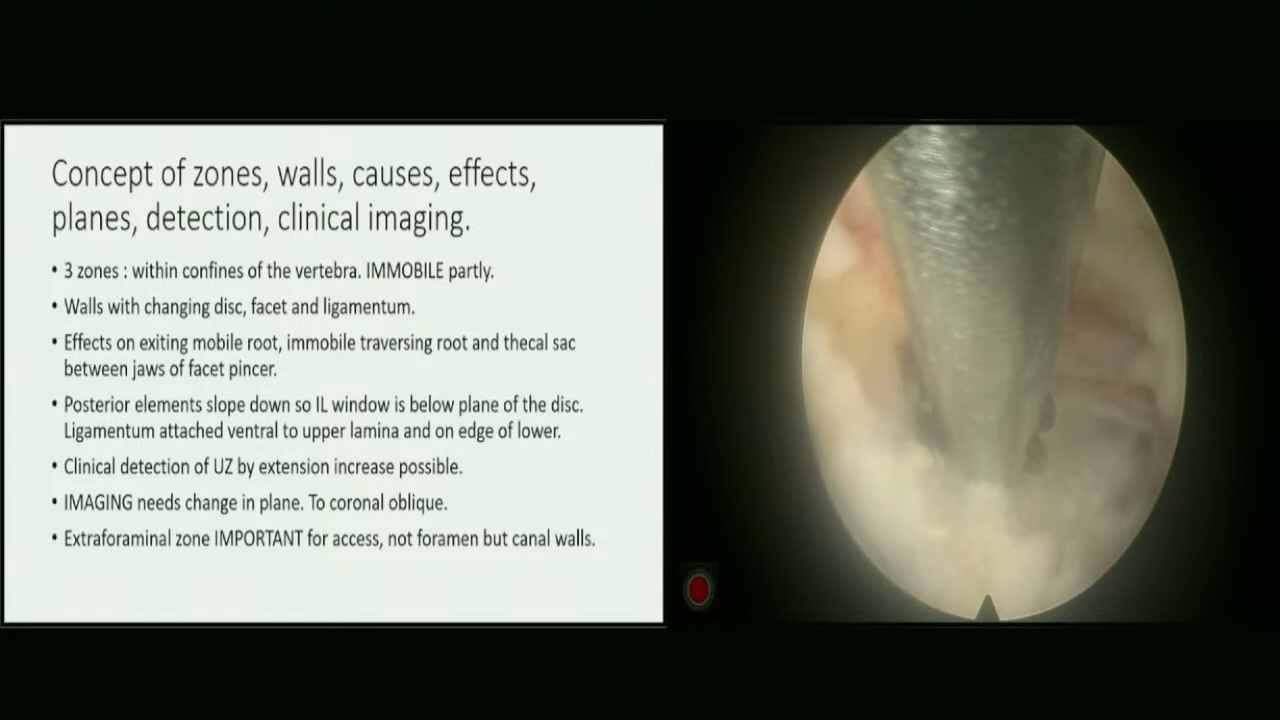 Concept of zones, walls, causes, effects,
planes, detection, clinical imaging.
• 3 zones : within confines of the vertebra. IMMOBILE partly.
• Walls with changing disc, facet and ligamentum.
• Effects on exiting mobile root, immobile traversing root and thecal sac
between jaws of facet pincer.
• Posterior elements slope down so IL window is below plane of the disc.
Ligamentum attached ventral to upper lamina and on edge of lower.
• Clinical detection of UZ by extension increase possible.
• IMAGING needs change in plane. To coronal oblique.
• Extraforaminal zone IMPORTANT for access, not foramen but canal walls.